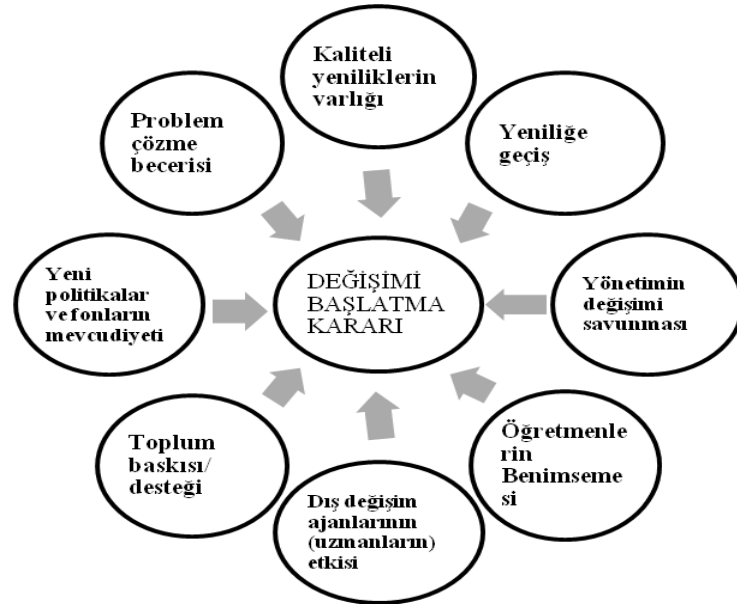 Kaliteli
yeniliklerin
varlığı
Problem
çözme
becerisi
Yeniliğe
geçiş
Yeni
politikalar
ve fonların
mevcudiyeti
DEĞİŞİMİ
BAŞLATMA
KARARI
Yönetimin
değişimi
savunması
Toplum
baskısı/
desteği
Dış değişim
ajanlarının
(uzmanların)
etkisi
Öğretmenle
rin
Benimseme
si